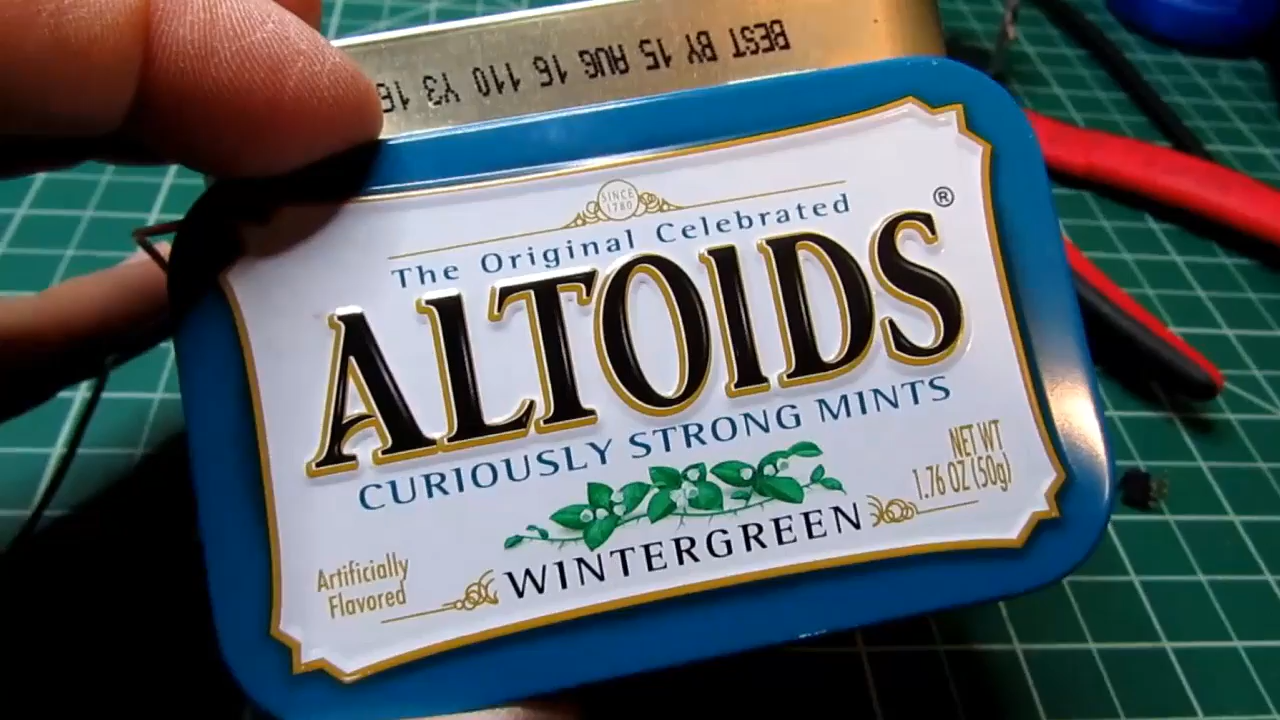 BEST BY 15 AUG 16 110 Y3 16
SINCE
1780
The Original Celebrated
ALTOIDS®
CURIOUSLY STRONG MINTS
NET WT
1.76 OZ (50g)
WINTERGREEN
Artificially
Flavored